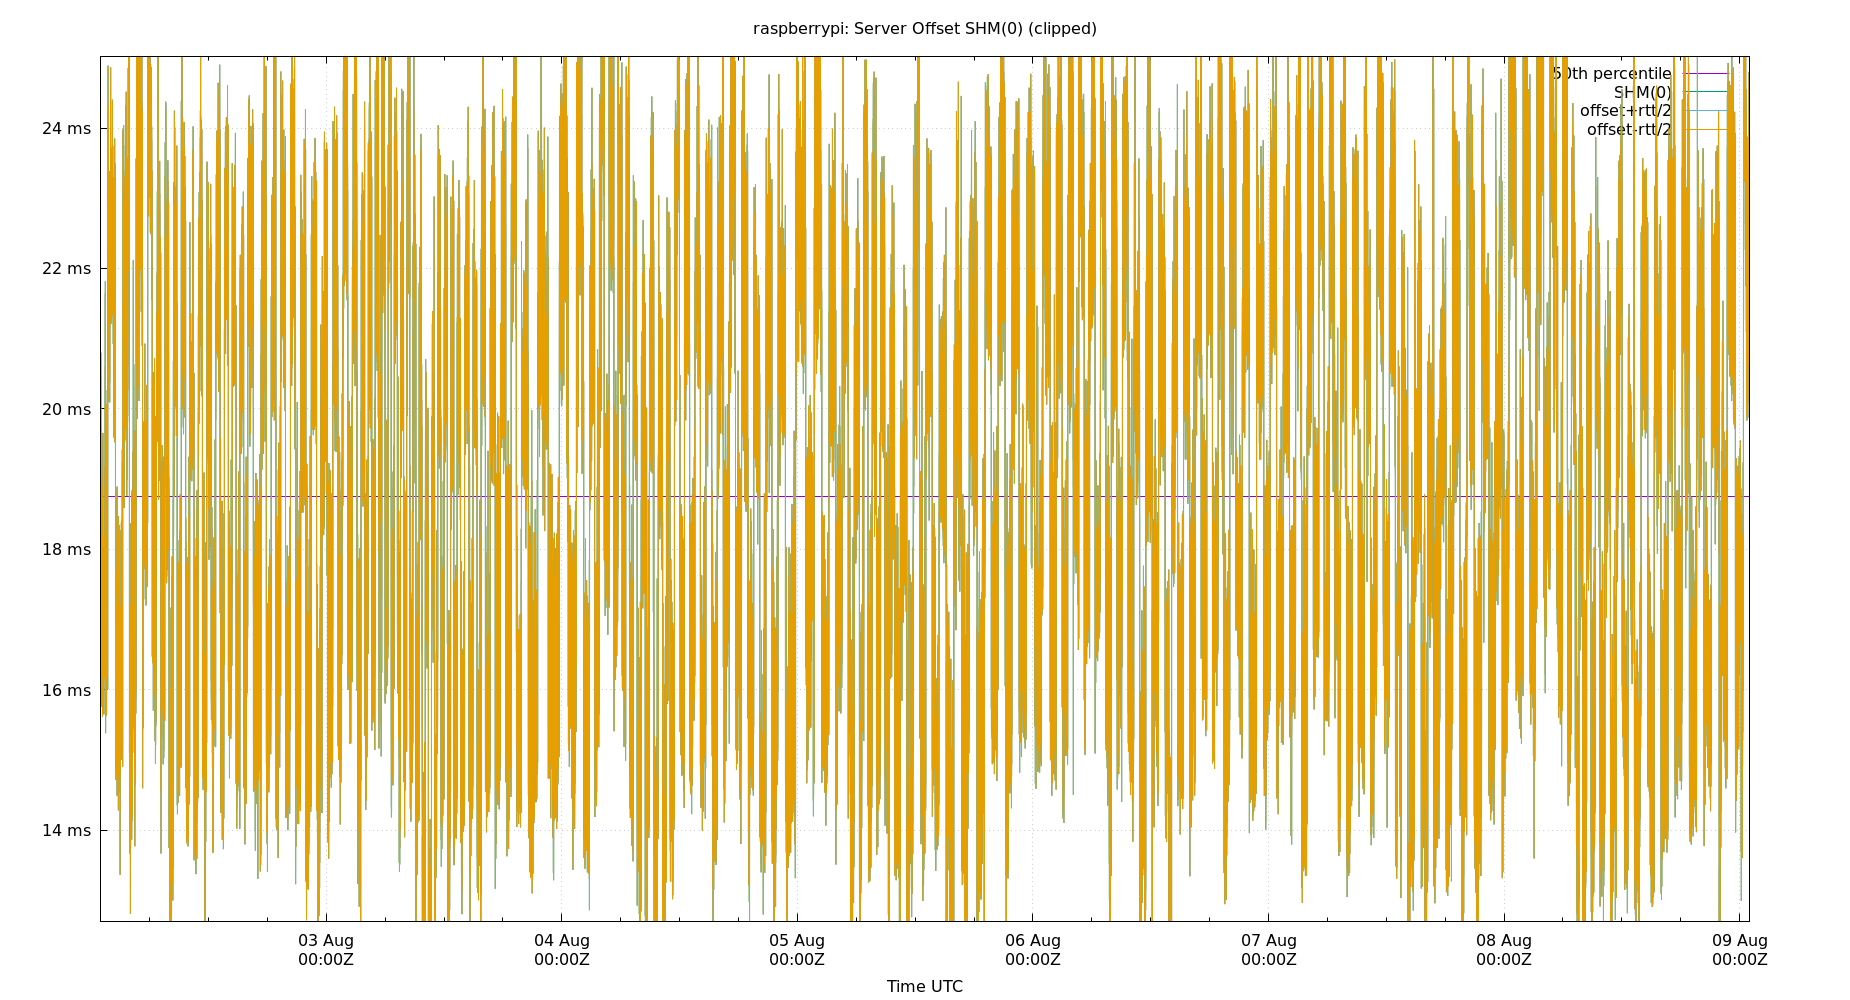 raspberrypi: Server Offset SHM(0) (clipped)
50th percentile
SHM(0)
offset+rtt/2
offset-rtt/2
24 ms
22 ms
20 ms
18 ms
16 ms
14 ms
03 Aug 04 Aug 05 Aug 06 Aug 07 Aug 08 Aug 09 Aug
00:00Z 00:00Z 00:00Z 00:00Z 00:00Z 00:00Z 00:00Z
Time UTC